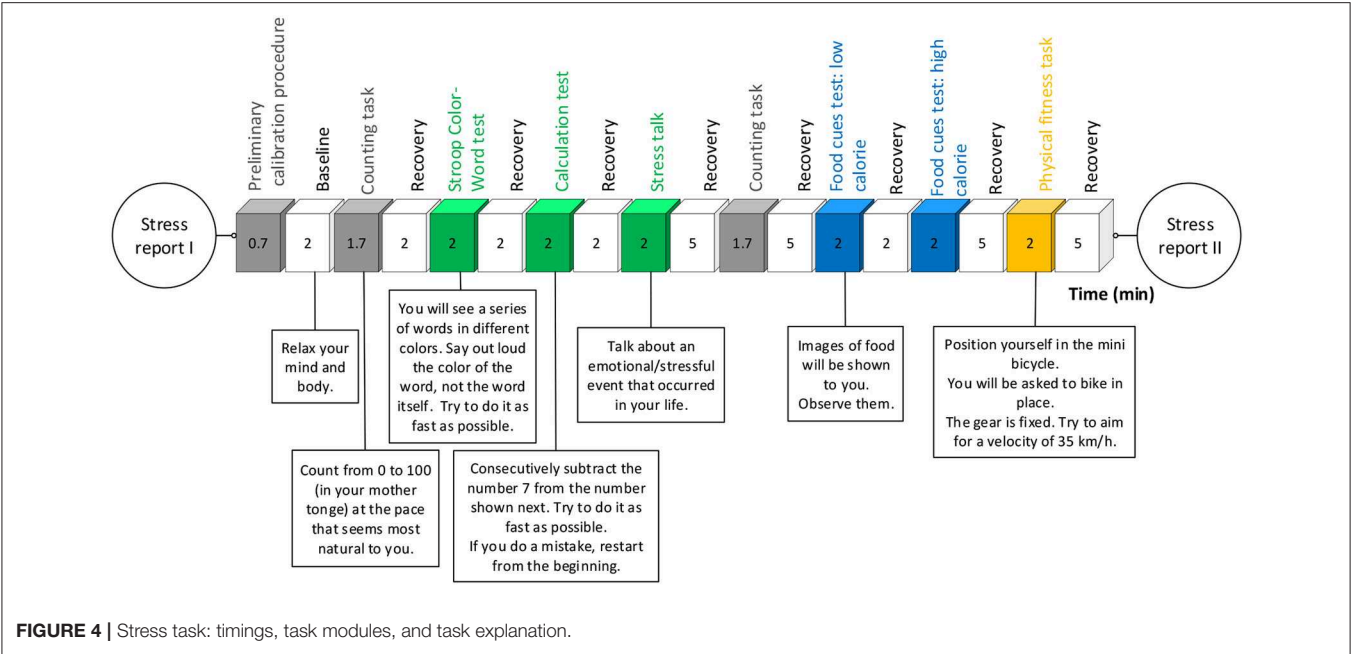 Preliminary
calibration procedure
Baseline
Counting task
Recovery
Stroop Color-
Word test
Recovery
Calculation test
Recovery
Stress talk
Recovery
Counting task
Recovery
Food cues test: low
calorie
Recovery
Food cues test: high
calorie
Recovery
Physical fitness task
Recovery
Stress
report I
0.7
2
1.7
2
2
2
2
2
2
5
1.7
5
2
2
2
5
2
5
Stress
report II
Time (min)
Relax your
mind and
body.
Count from 0 to 100
(in your mother
tonge) at the pace
that seems most
natural to you.
You will see a series
of words in different
colors. Say out loud
the color of the
word, not the word
itself. Try to do it as
fast as possible.
Consecutively subtract the
number 7 from the number
shown next. Try to do it as
fast as possible.
If you do a mistake, restart
from the beginning.
Talk about an
emotional/stressful
event that occurred
in your life.
Images of food
will be shown
to you.
Observe them.
Position yourself in the mini
bicycle.
You will be asked to bike in
place.
The gear is fixed. Try to aim
for a velocity of 35 km/h.
FIGURE 4 | Stress task: timings, task modules, and task explanation.